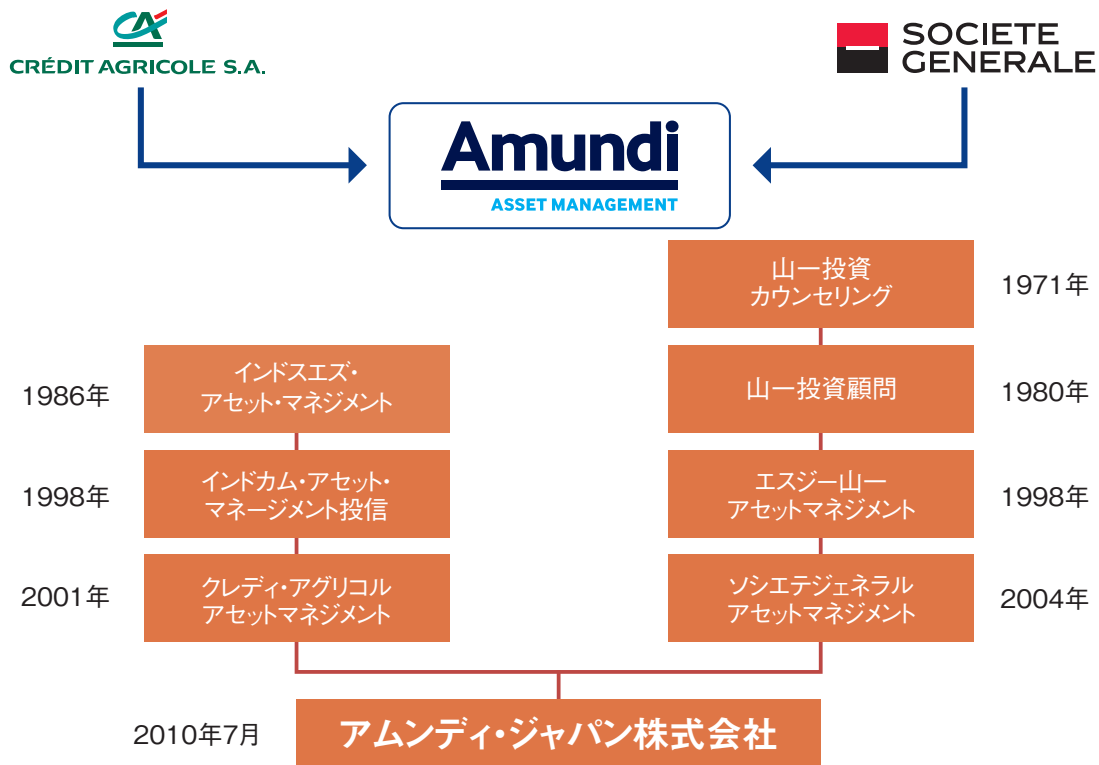 CA
CRÉDIT AGRICOLE S.A.
SOCIETE
GENERALE
Amundi
ASSET MANAGEMENT
山一投資
カウンセリング
1971年
1986年
インドスエズ・
アセット・マネジメント
山一投資顧問
1980年
1998年
インドカム・アセット・
マネージメント投信
エスジー山一
アセットマネジメント
1998年
2001年
クレディ・アグリコル
アセットマネジメント
ソシエテジェネラル
アセットマネジメント
2004年
2010年7月
アムンディ・ジャパン株式会社